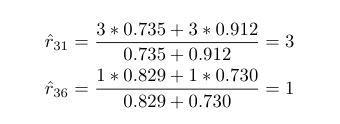 r̂₃₁ = (3 * 0.735 + 3 * 0.912) / (0.735 + 0.912) = 3
r̂₃₆ = (1 * 0.829 + 1 * 0.730) / (0.829 + 0.730) = 1